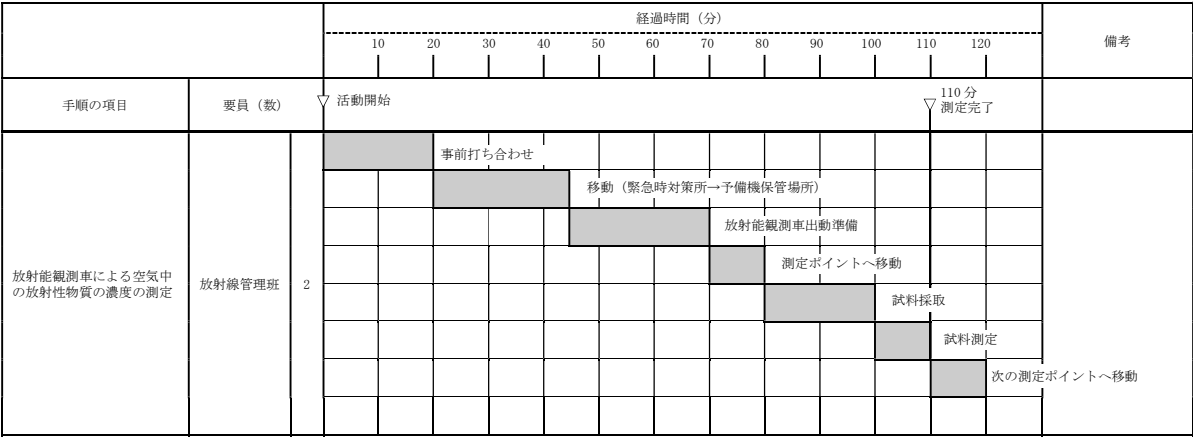 経過時間（分）
備考
10 20 30 40 50 60 70 80 90 100 110 120
手順の項目
要員（数）
▽ 活動開始
▽ 110 分
測定完了
事前打ち合わせ
移動（緊急時対策所→予備機保管場所）
放射能観測車出動準備
測定ポイントへ移動
放射能観測車による空気中
の放射性物質の濃度の測定
放射線管理班
2
試料採取
試料測定
次の測定ポイントへ移動